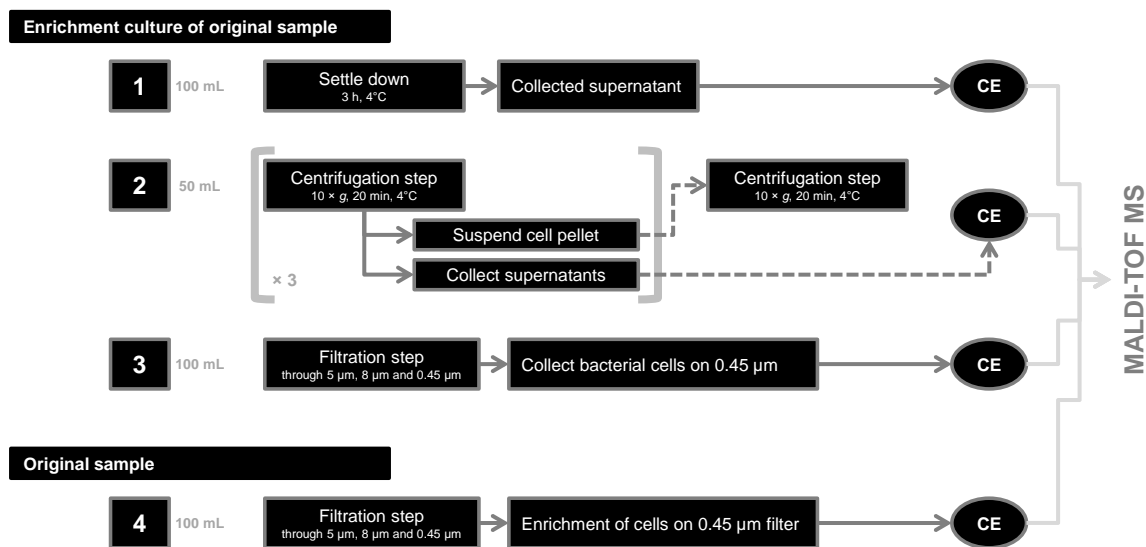 Enrichment culture of original sample
1
100 mL
Settle down
3 h, 4°C
Collected supernatant
CE
2
50 mL
Centrifugation step
10 × g, 20 min, 4°C
Suspend cell pellet
Collect supernatants
× 3
Centrifugation step
10 × g, 20 min, 4°C
CE
3
100 mL
Filtration step
through 5 µm, 8 µm and 0.45 µm
Collect bacterial cells on 0.45 µm
CE
MALDI-TOF MS
Original sample
4
100 mL
Filtration step
through 5 µm, 8 µm and 0.45 µm
Enrichment of cells on 0.45 µm filter
CE